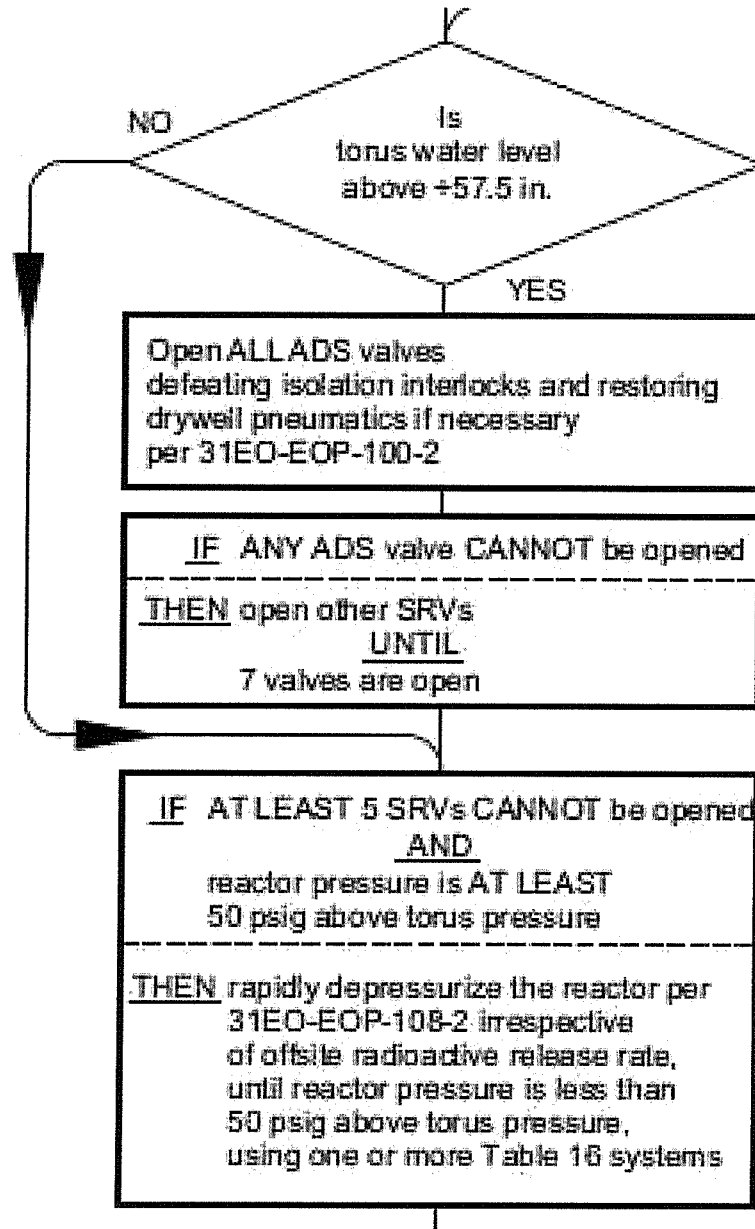 Is
torus water level
above +57.5 in.
NO
YES
Open ALL ADS valves
defeating isolation interlocks and restoring
drywell pneumatics if necessary
per 31EO-EOP-100-2
IF ANY ADS valve CANNOT be opened
THEN open other SRVs
UNTIL
7 valves are open
IF AT LEAST 5 SRVs CANNOT be opened
AND
reactor pressure is AT LEAST
50 psig above torus pressure
THEN rapidly depressurize the reactor per
31EO-EOP-108-2 irrespective
of offsite radioactive release rate,
until reactor pressure is less than
50 psig above torus pressure,
using one or more Table 16 systems